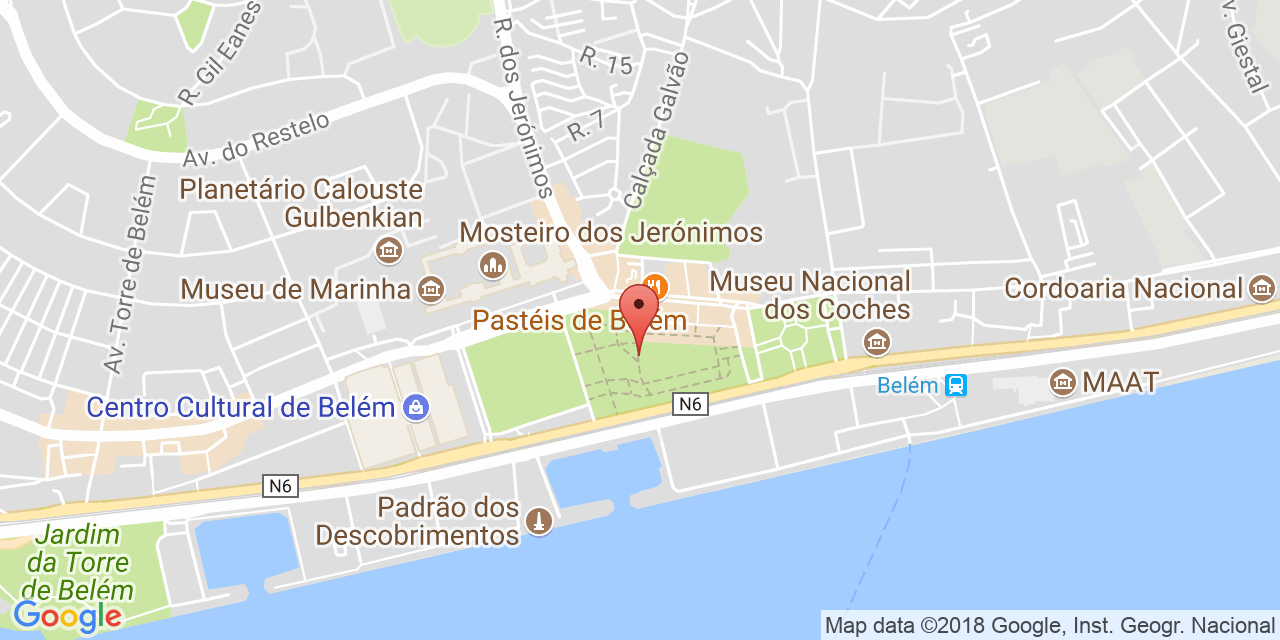 R. Gil Eanes
R. dos Jerónimos
R. 15
Calçada Galvão
v. Giestal
R. 7
Av. do Restelo
Av. Torre de Belém
Planetário Calouste
Gulbenkian
Mosteiro dos Jerónimos
Museu de Marinha
Museu Nacional
dos Coches
Cordoaria Nacional
Pastéis de Belém
Belém
MAAT
Centro Cultural de Belém
N6
N6
Padrão dos
Descobrimentos
Jardim
da Torre
de Belém
Google
Map data ©2018 Google, Inst. Geogr. Nacional